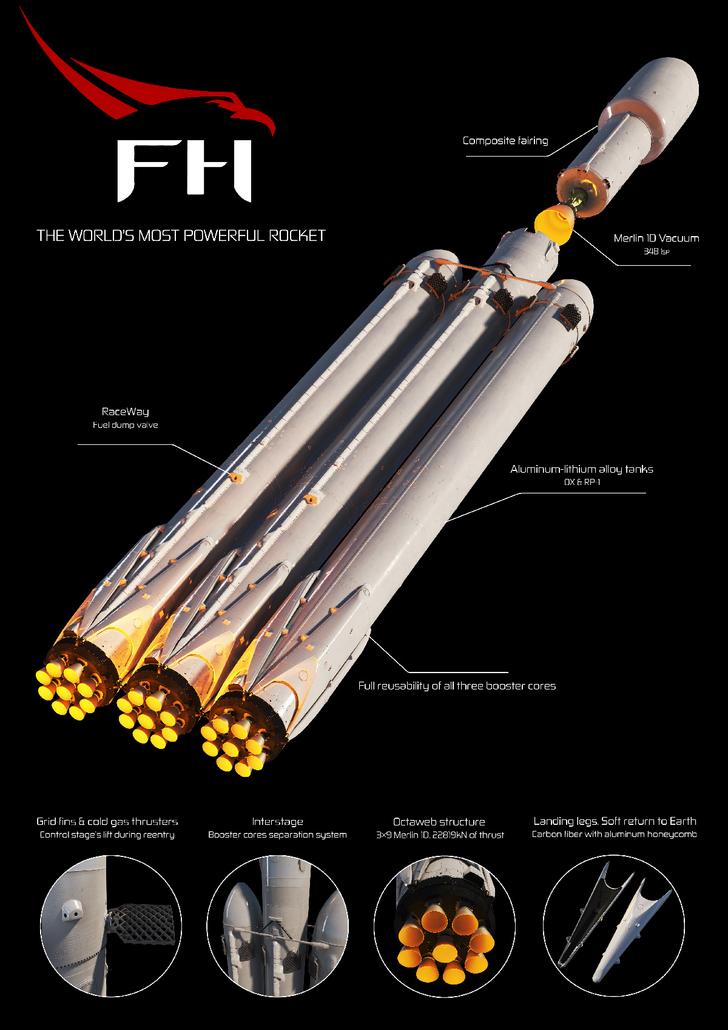 FH
THE WORLD'S MOST POWERFUL ROCKET
Composite fairing
Merlin 1D Vacuum
348 Isp
RaceWay
Fuel dump valve
Aluminum-lithium alloy tanks
OX & RP-1
Full reusability of all three booster cores
Grid fins & cold gas thrusters
Control stage's lift during reentry
Interstage
Booster cores separation system
Octaweb structure
3×9 Merlin 1D, 22819kN of thrust
Landing legs. Soft return to Earth
Carbon fiber with aluminum honeycomb